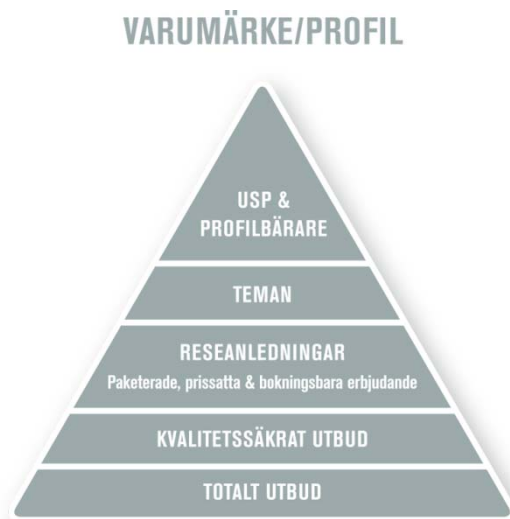 VARUMÄRKE/PROFIL
USP &
PROFILBÄRARE
TEMAN
RESEANLEDNINGAR
Paketerade, prissatta & bokningsbara erbjudande
KVALITETSSÄKRAT UTBUD
TOTALT UTBUD